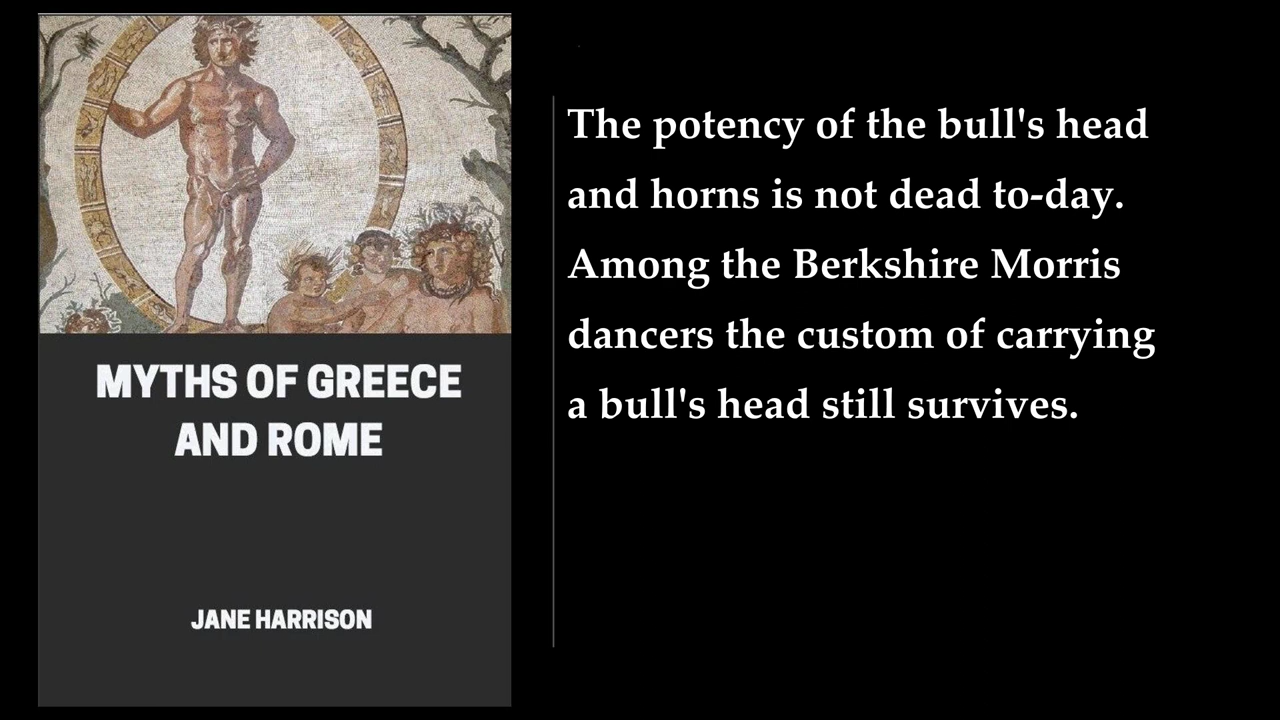 MYTHS OF GREECE
AND ROME
JANE HARRISON
The potency of the bull's head
and horns is not dead to-day.
Among the Berkshire Morris
dancers the custom of carrying
a bull's head still survives.